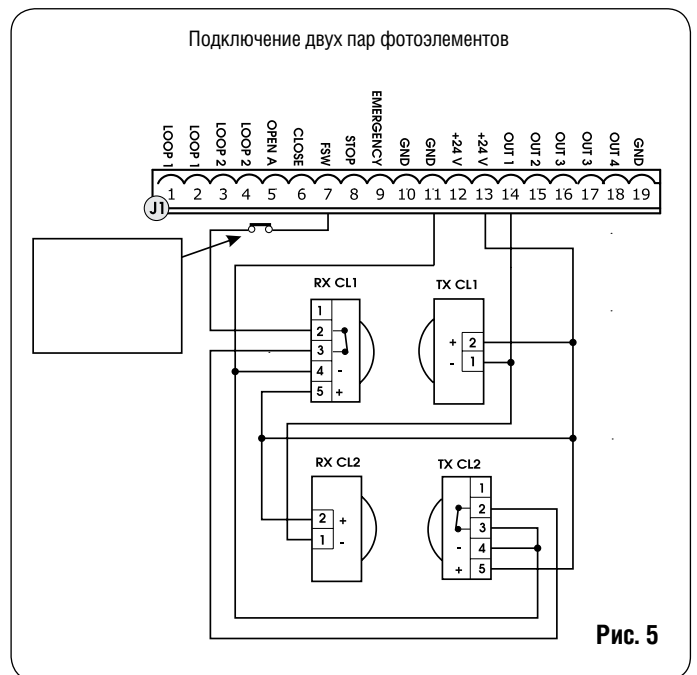 Подключение двух пар фотоэлементов
LOOP 1 LOOP 1 LOOP 2 LOOP 2 OPEN A CLOSE FSW STOP EMERGENCY GND GND +24 V +24 V OUT 1 OUT 2 OUT 3 OUT 3 OUT 4 GND
1 2 3 4 5 6 7 8 9 10 11 12 13 14 15 16 17 18 19
J1
RX CL1
1
2
3
4 -
5 +
TX CL1
+ 2
- 1
RX CL2
2 +
1 -
TX CL2
1
2
3
- 4
+ 5
Рис. 5